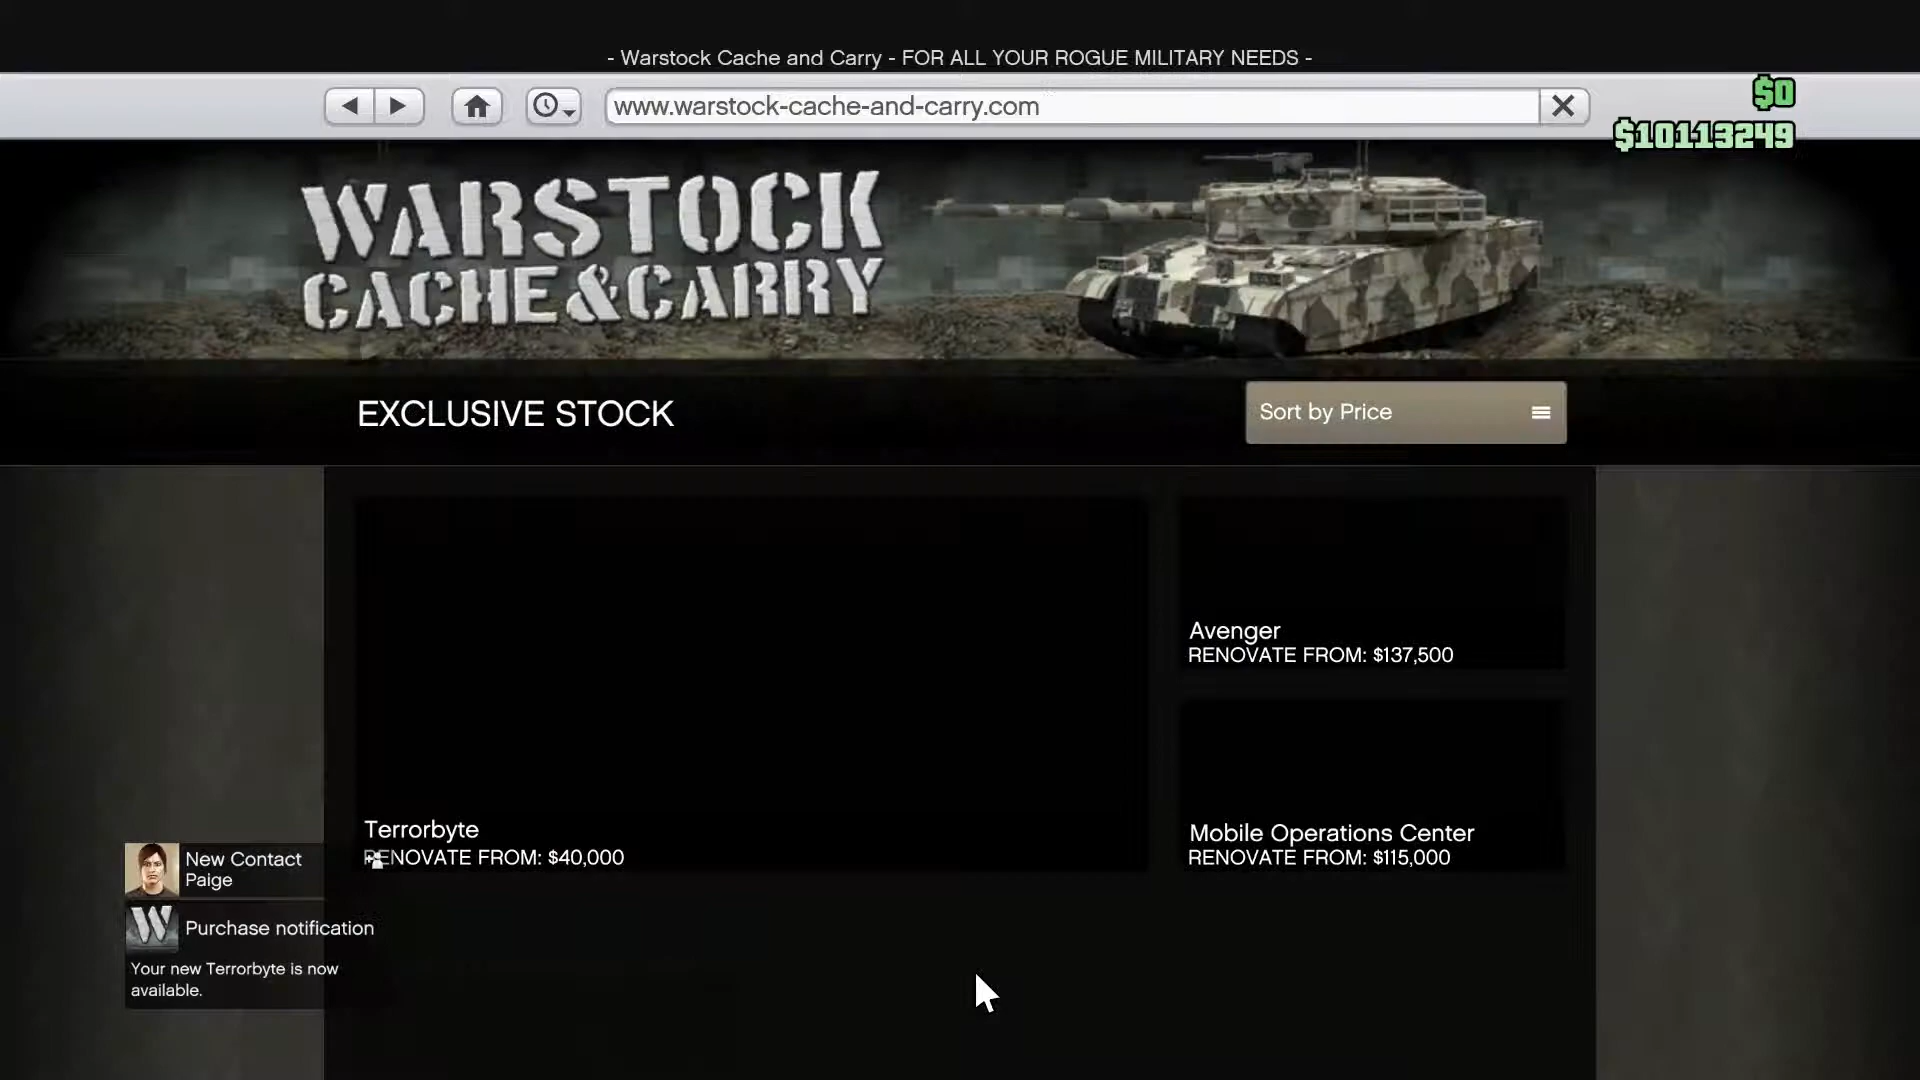 - Warstock Cache and Carry - FOR ALL YOUR ROGUE MILITARY NEEDS -
www.warstock-cache-and-carry.com
$0
$10113249
WARSTOCK
CACHE & CARRY
EXCLUSIVE STOCK
Sort by Price
Avenger
RENOVATE FROM: $137,500
Terrorbyte
RENOVATE FROM: $40,000
Mobile Operations Center
RENOVATE FROM: $115,000
New Contact
Paige
W
Purchase notification
Your new Terrorbyte is now
available.